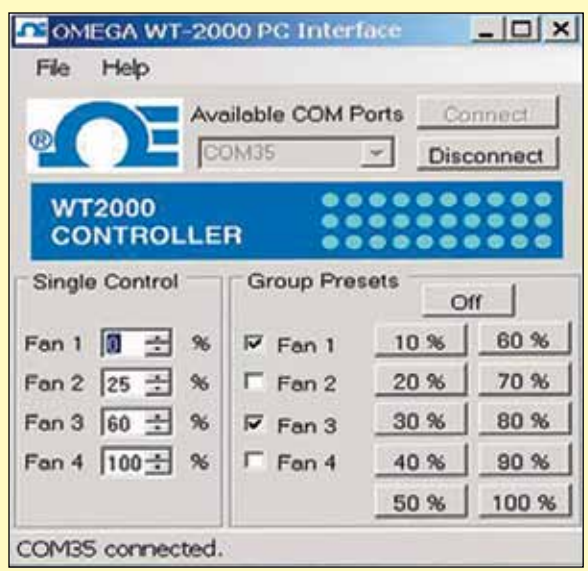 OMEGA WT-2000 PC Interface
File Help
Available COM Ports Connect
® COM35 Disconnect
WT2000
CONTROLLER
Single Control
Fan 1 0 %
Fan 2 25 %
Fan 3 60 %
Fan 4 100 %
Group Presets
Off
Fan 1 10 % 60 %
Fan 2 20 % 70 %
Fan 3 30 % 80 %
Fan 4 40 % 90 %
50 % 100 %
COM35 connected.